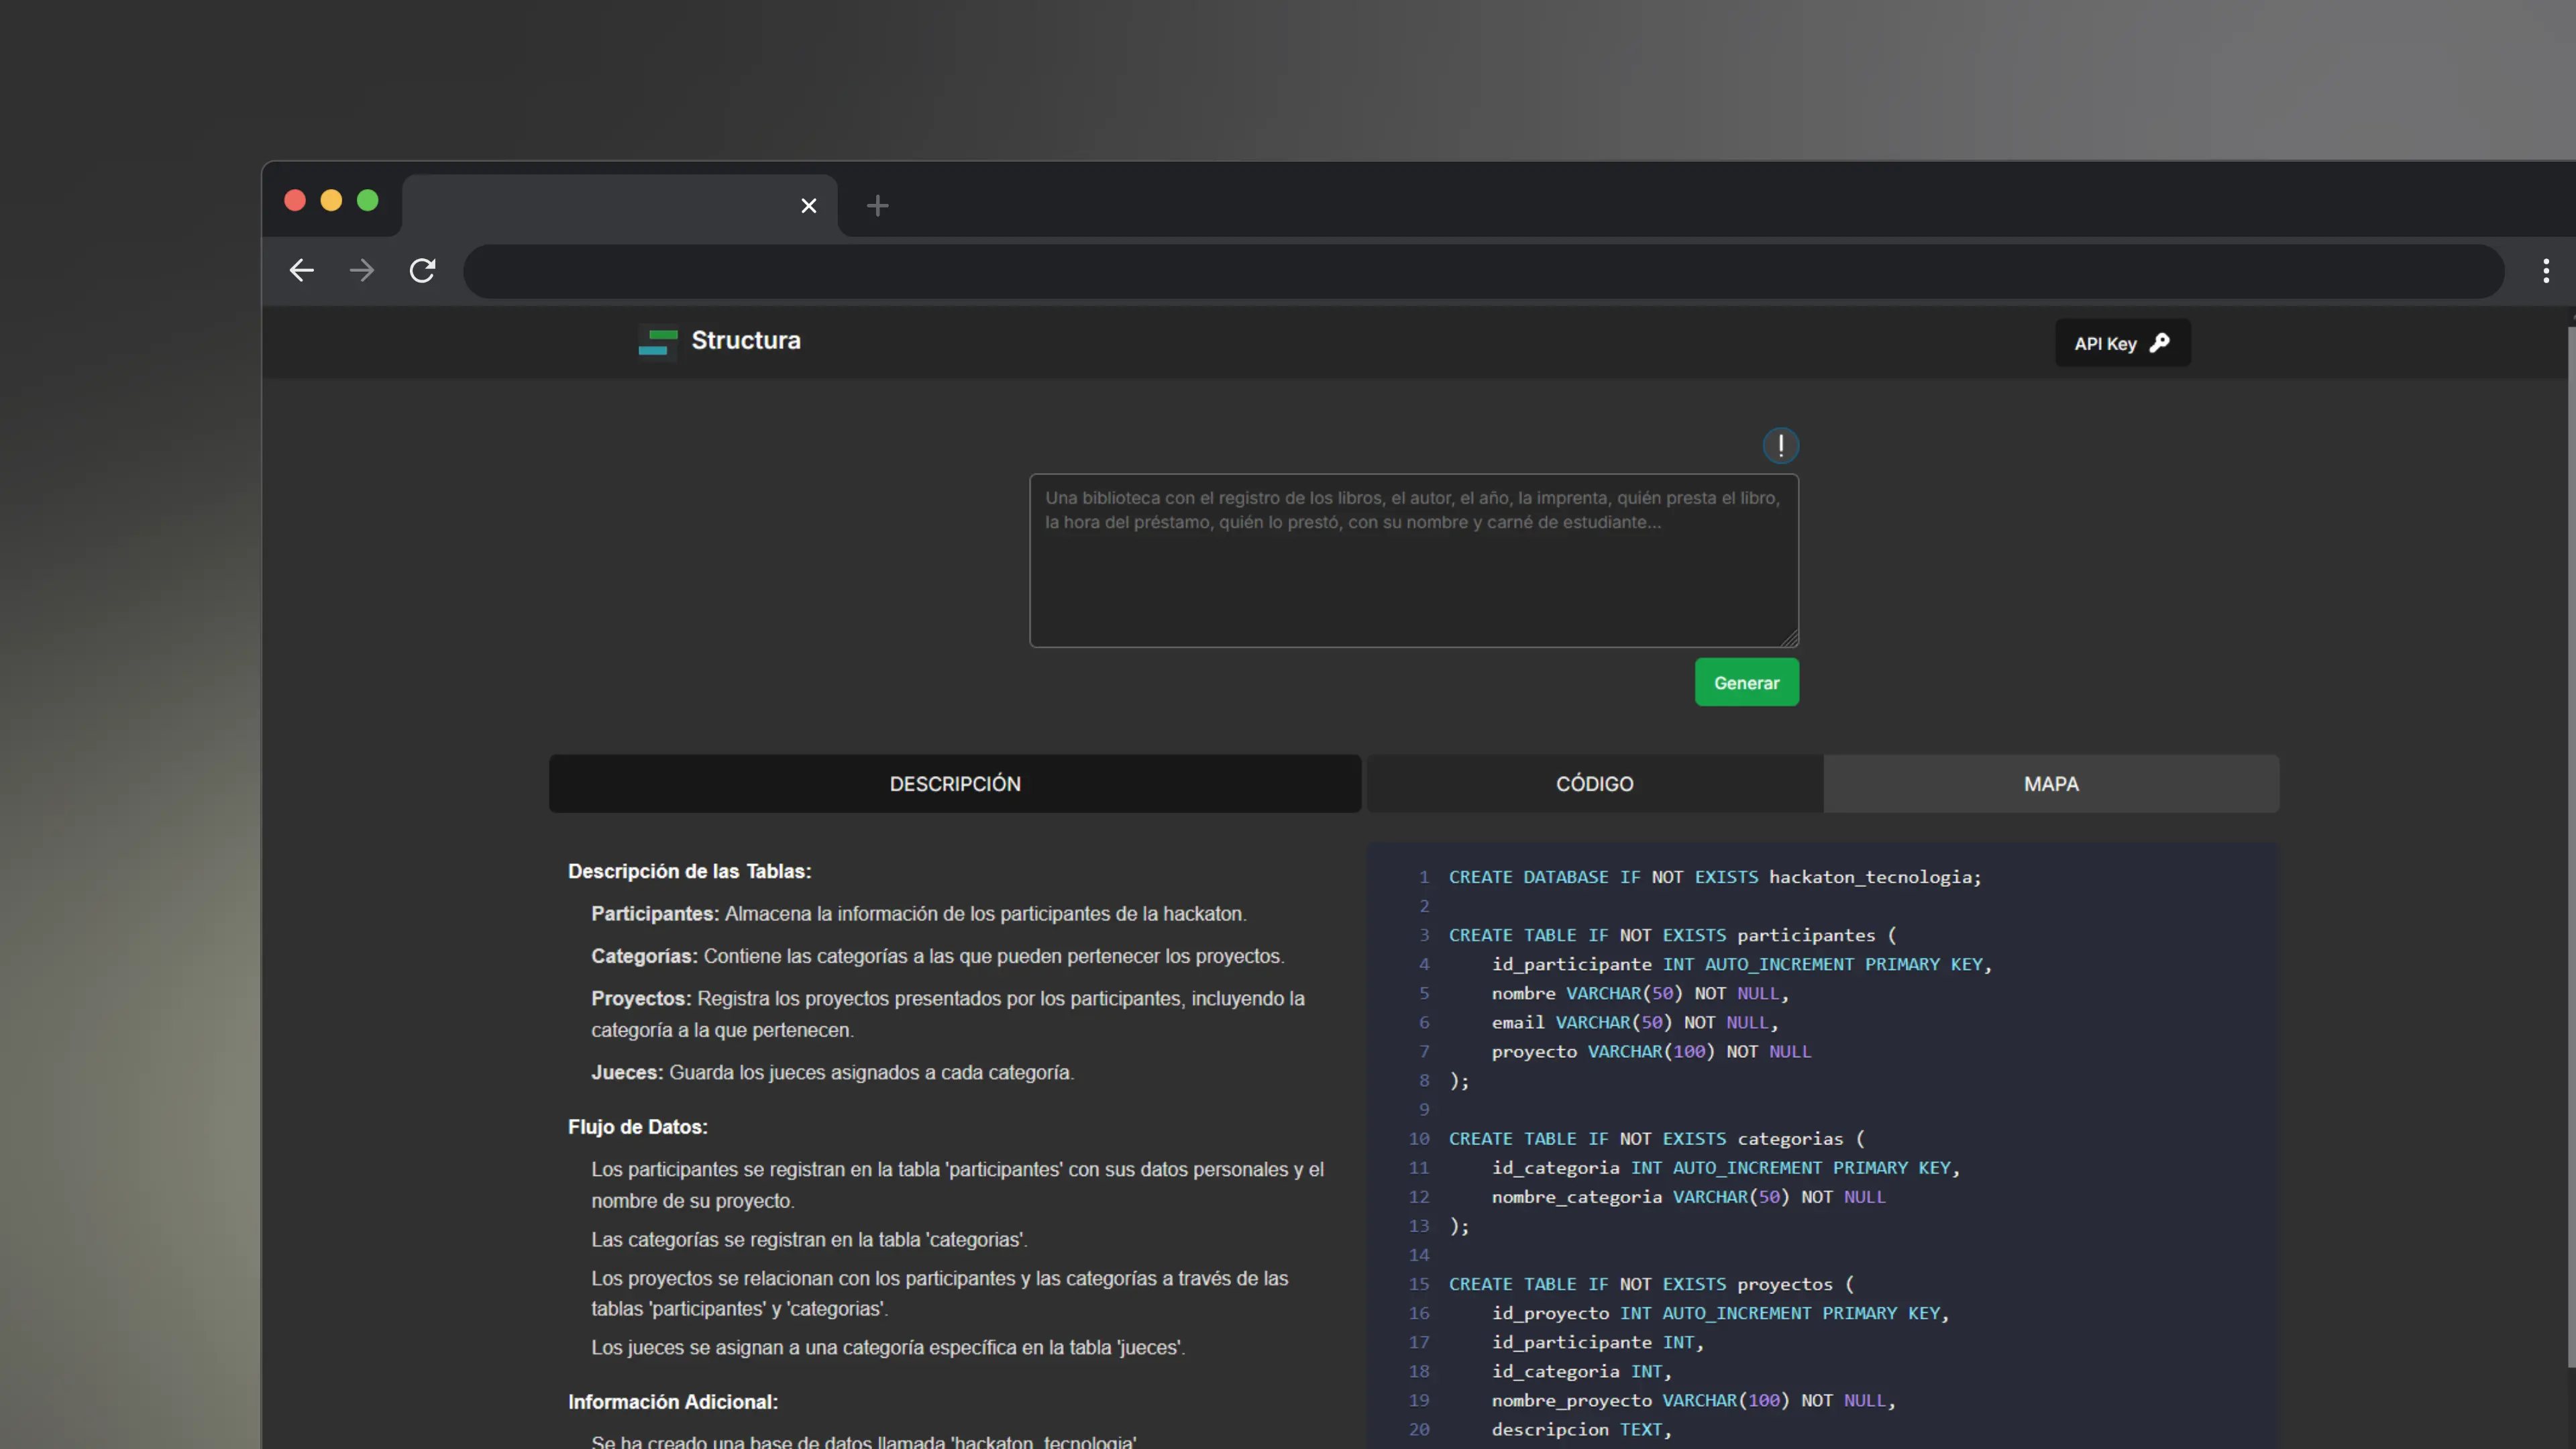 Structura
API Key
!
Una biblioteca con el registro de los libros, el autor, el año, la imprenta, quién presta el libro,
la hora del préstamo, quién lo prestó, con su nombre y carné de estudiante...
Generar
DESCRIPCIÓN
CÓDIGO
MAPA
Descripción de las Tablas:
Participantes: Almacena la información de los participantes de la hackaton.
Categorías: Contiene las categorías a las que pueden pertenecer los proyectos.
Proyectos: Registra los proyectos presentados por los participantes, incluyendo la
categoría a la que pertenecen.
Jueces: Guarda los jueces asignados a cada categoría.
Flujo de Datos:
Los participantes se registran en la tabla 'participantes' con sus datos personales y el
nombre de su proyecto.
Las categorías se registran en la tabla 'categorias'.
Los proyectos se relacionan con los participantes y las categorías a través de las
tablas 'participantes' y 'categorias'.
Los jueces se asignan a una categoría específica en la tabla 'jueces'.
Información Adicional:
Se ha creado una base de datos llamada 'hackaton_tecnologia'
1 CREATE DATABASE IF NOT EXISTS hackaton_tecnologia;
2
3 CREATE TABLE IF NOT EXISTS participantes (
4 id_participante INT AUTO_INCREMENT PRIMARY KEY,
5 nombre VARCHAR(50) NOT NULL,
6 email VARCHAR(50) NOT NULL,
7 proyecto VARCHAR(100) NOT NULL
8 );
9
10 CREATE TABLE IF NOT EXISTS categorias (
11 id_categoria INT AUTO_INCREMENT PRIMARY KEY,
12 nombre_categoria VARCHAR(50) NOT NULL
13 );
14
15 CREATE TABLE IF NOT EXISTS proyectos (
16 id_proyecto INT AUTO_INCREMENT PRIMARY KEY,
17 id_participante INT,
18 id_categoria INT,
19 nombre_proyecto VARCHAR(100) NOT NULL,
20 descripcion TEXT,